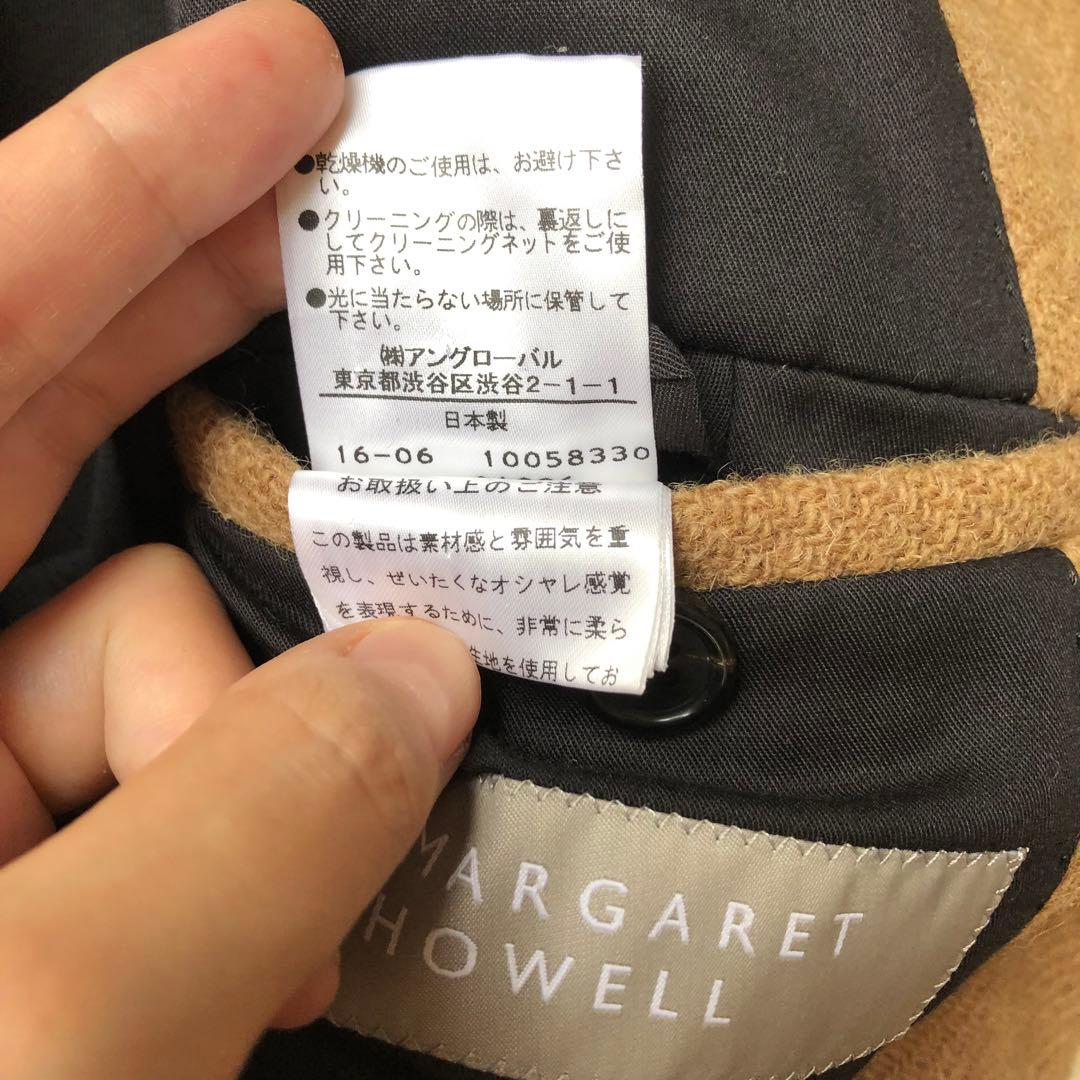 ●乾燥機のご使用は、お避け下さ
い。
●クリーニングの際は、裏返しに
してクリーニングネットをご使
用下さい。
●光に当たらない場所に保管して
下さい。
㈱アングローバル
東京都渋谷区渋谷2-1-1
日本製
16-06 10058330
お取扱い上のご注意
この製品は素材感と雰囲気を重
視し、ぜいたくなオシャレ感覚
を表現するために、非常に柔ら
生地を使用してお
MARGARET
HOWELL